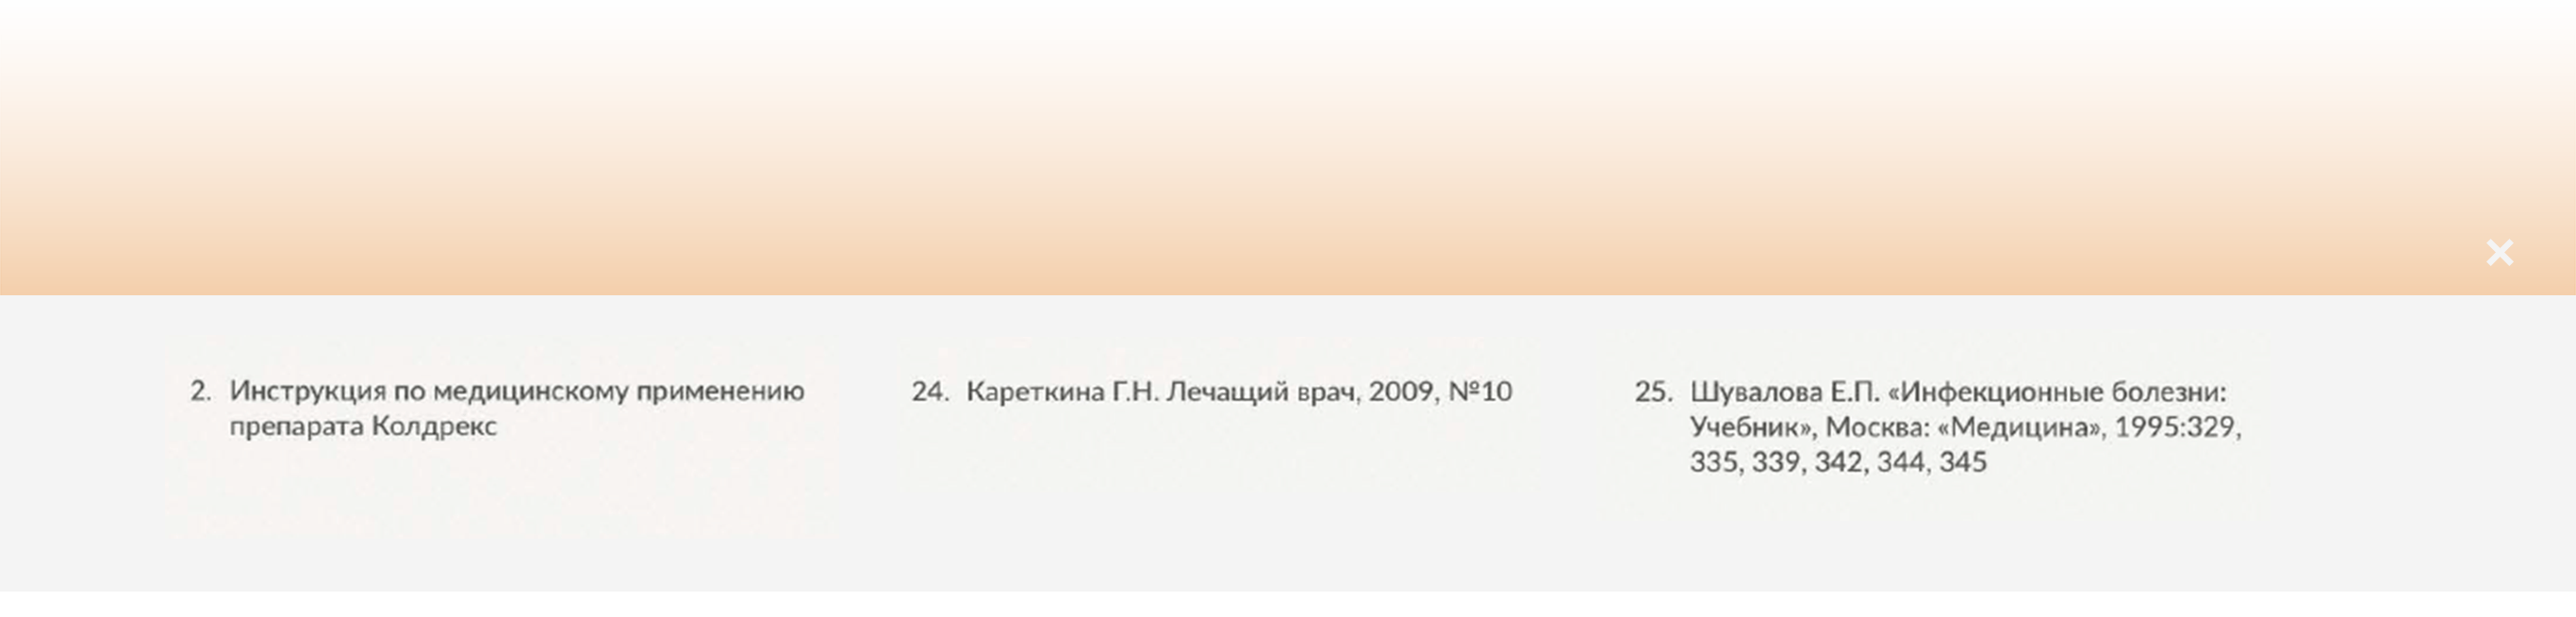 2. Инструкция по медицинскому применению
препарата Колдрекс
24. Кареткина Г.Н. Лечащий врач, 2009, №10
25. Шувалова Е.П. «Инфекционные болезни:
Учебник», Москва: «Медицина», 1995:329,
335, 339, 342, 344, 345